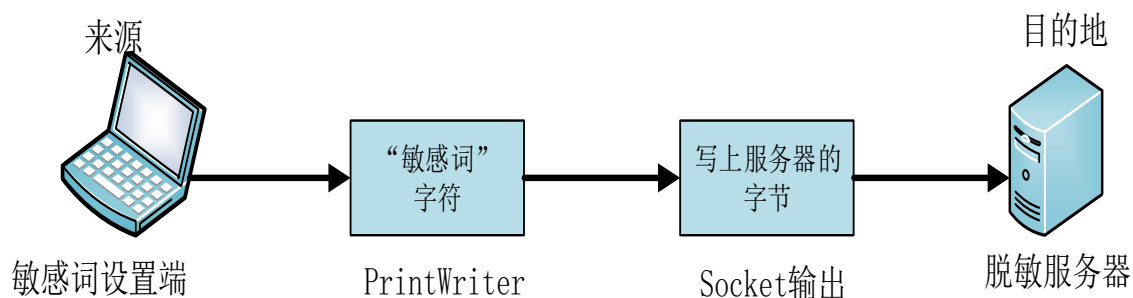 来源
目的地
“敏感词”
字符
写上服务器的
字节
敏感词设置端
PrintWriter
Socket输出
脱敏服务器